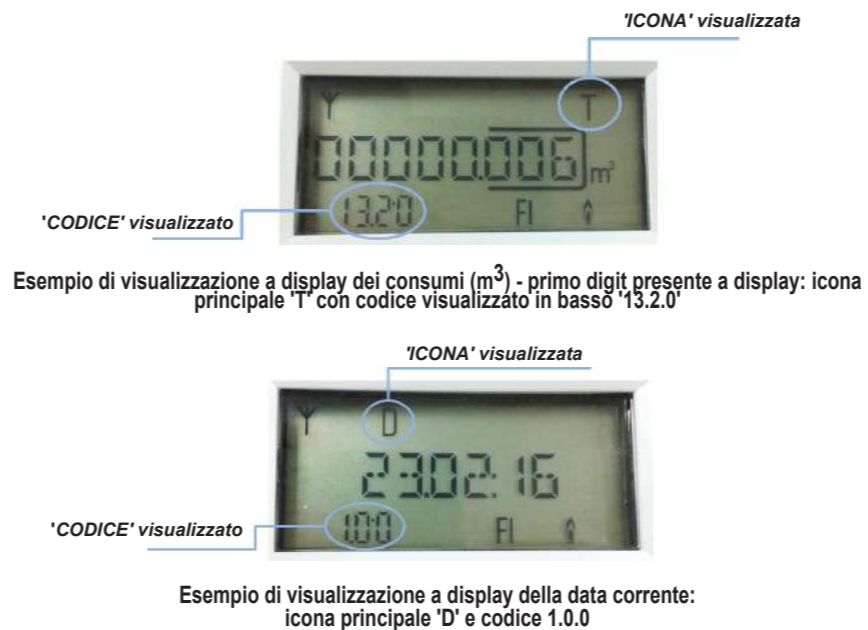 'ICONA' visualizzata
T
00000.006 m³
'CODICE' visualizzato
13.2:0 FI
Esempio di visualizzazione a display dei consumi (m³) - primo digit presente a display: icona
principale 'T' con codice visualizzato in basso '13.2.0'
'ICONA' visualizzata
D
23.02.16
'CODICE' visualizzato
1.0:0 FI
Esempio di visualizzazione a display della data corrente:
icona principale 'D' e codice 1.0.0